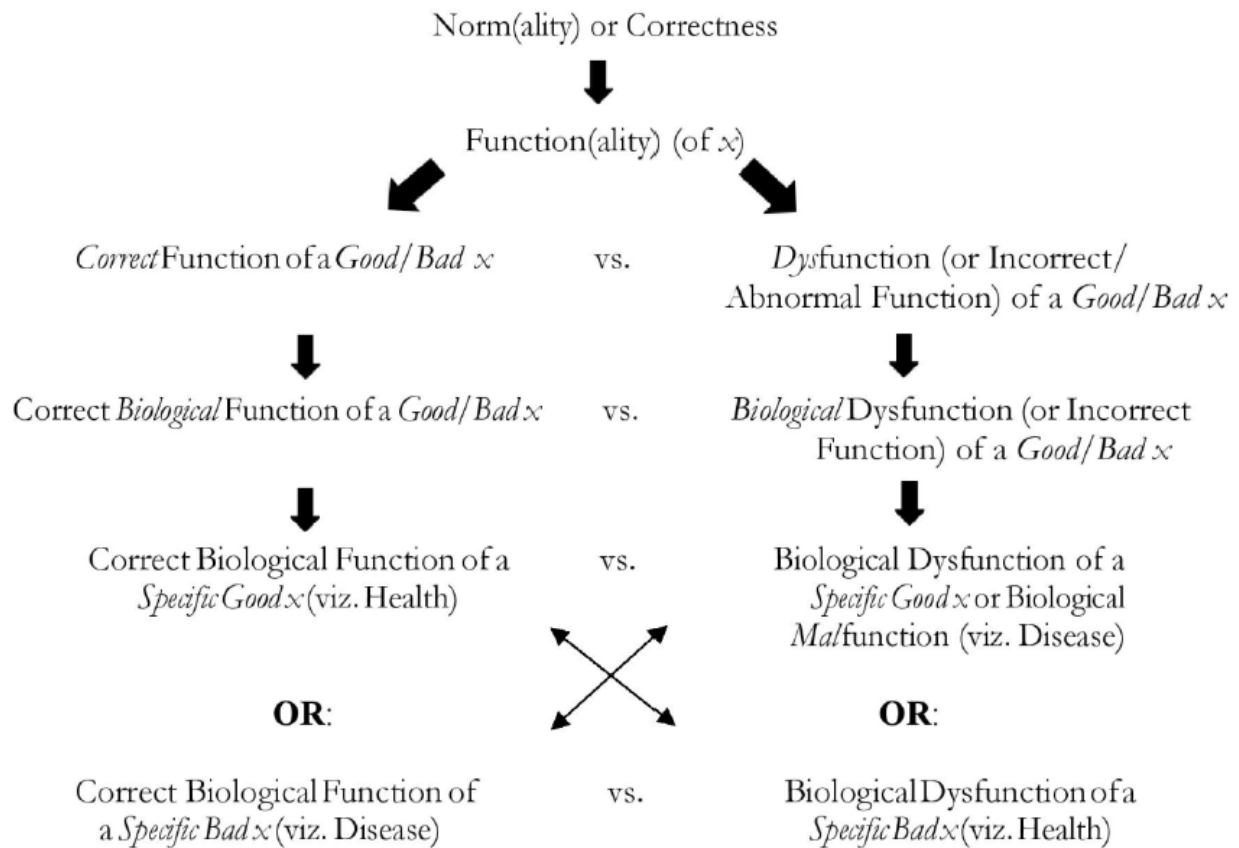 Norm(ality) or Correctness
Function(ality) (of x)
Correct Function of a Good/Bad x vs. Dysfunction (or Incorrect/
Abnormal Function) of a Good/Bad x
Correct Biological Function of a Good/Bad x vs. Biological Dysfunction (or Incorrect
Function) of a Good/Bad x
Correct Biological Function of a vs. Biological Dysfunction of a
Specific Good x (viz. Health) Specific Good x or Biological
Malfunction (viz. Disease)
OR: OR:
Correct Biological Function of vs. Biological Dysfunction of a
a Specific Bad x (viz. Disease) Specific Bad x (viz. Health)